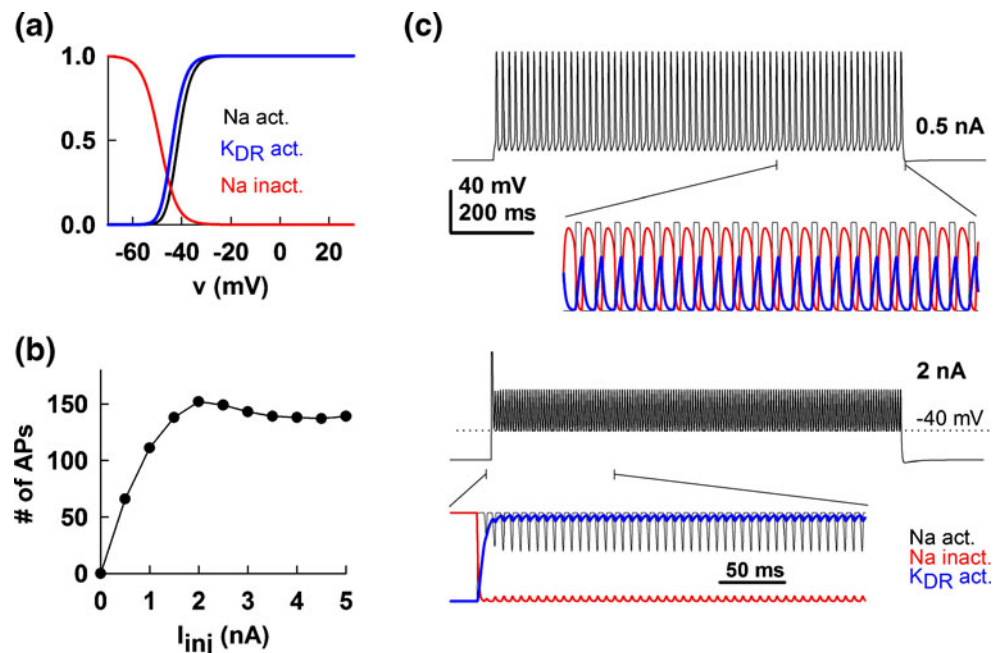 (a)
1.0
0.5
0.0
Na act.
KDR act.
Na inact.
-60 -40 -20 0 20
v (mV)
(b)
# of APs
150
100
50
0
0 1 2 3 4 5
Iinj (nA)
(c)
0.5 nA
40 mV
200 ms
2 nA
-40 mV
50 ms
Na act.
Na inact.
KDR act.